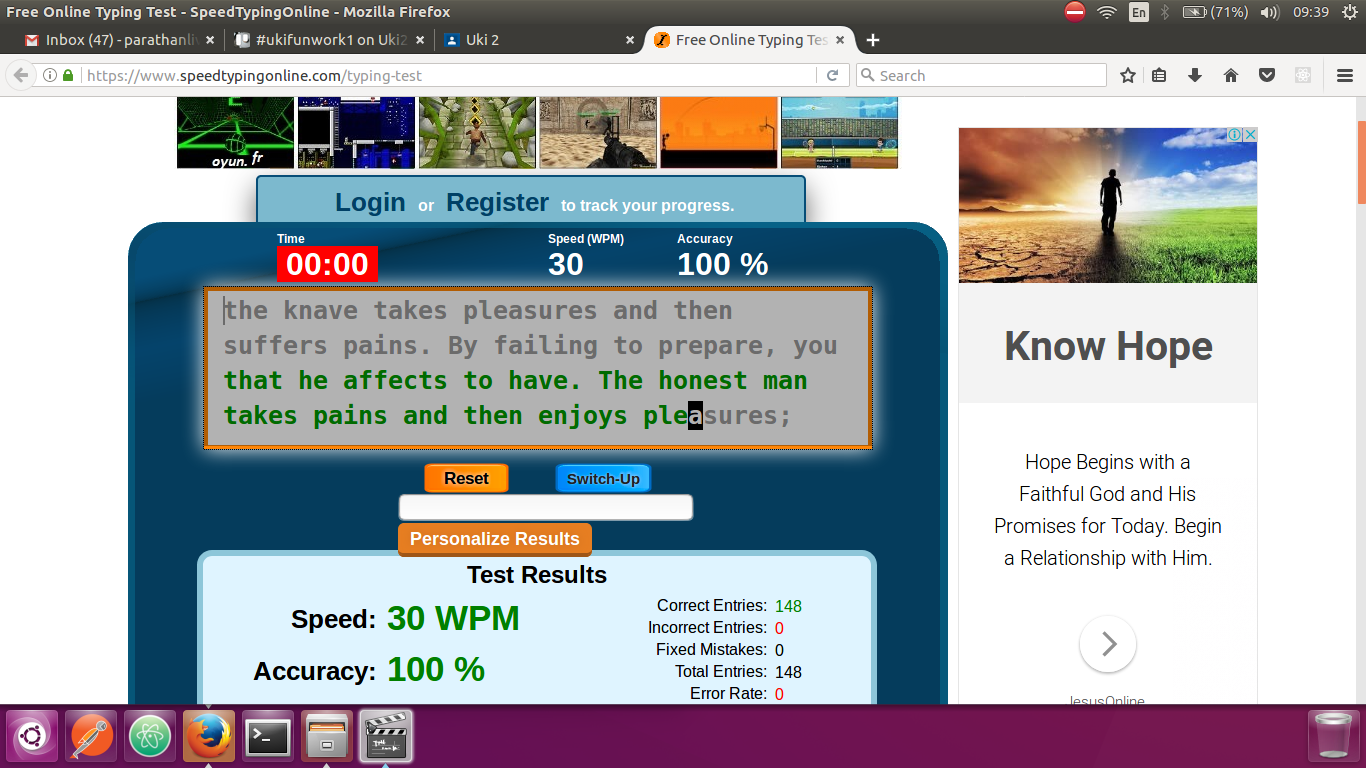 Free Online Typing Test - SpeedTypingOnline - Mozilla Firefox
En
(71%)
09:39
Inbox (47) - parathanliv
#ukifunwork1 on Uki2
Uki 2
Free Online Typing Tes
https://www.speedtypingonline.com/typing-test
Search
oyun. fr
Login or Register to track your progress.
Time
Speed (WPM)
Accuracy
00:00
30
100 %
the knave takes pleasures and then
suffers pains. By failing to prepare, you
that he affects to have. The honest man
takes pains and then enjoys pleasures;
Reset
Switch-Up
Personalize Results
Test Results
Speed: 30 WPM
Accuracy: 100 %
Correct Entries: 148
Incorrect Entries: 0
Fixed Mistakes: 0
Total Entries: 148
Error Rate: 0
Know Hope
Hope Begins with a
Faithful God and His
Promises for Today. Begin
a Relationship with Him.
JesusOnline